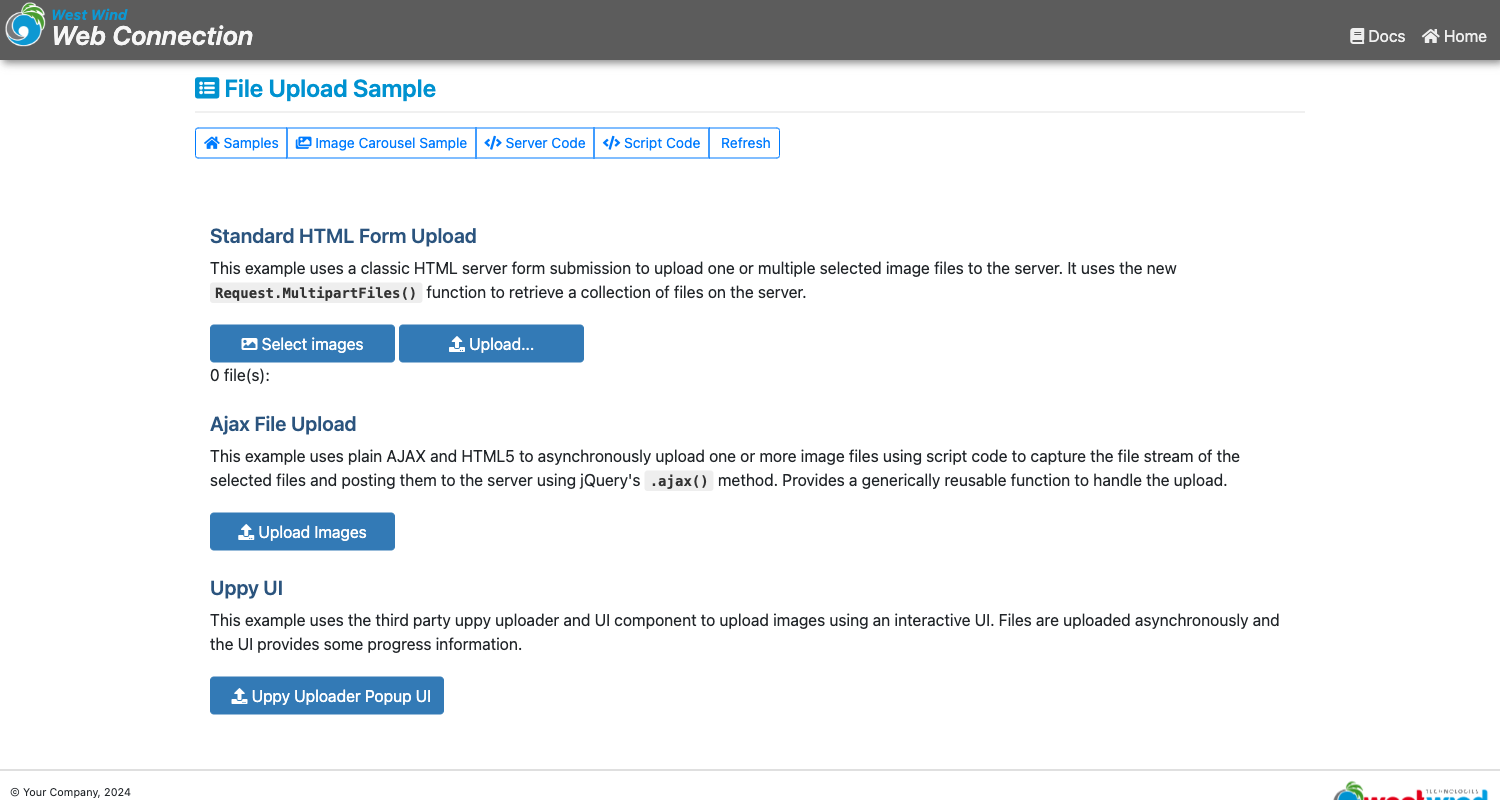 West Wind
Web Connection
Docs
Home
File Upload Sample
Samples
Image Carousel Sample
Server Code
Script Code
Refresh
Standard HTML Form Upload
This example uses a classic HTML server form submission to upload one or multiple selected image files to the server. It uses the new
Request.MultipartFiles() function to retrieve a collection of files on the server.
Select images
Upload...
0 file(s):
Ajax File Upload
This example uses plain AJAX and HTML5 to asynchronously upload one or more image files using script code to capture the file stream of the
selected files and posting them to the server using jQuery's .ajax() method. Provides a generically reusable function to handle the upload.
Upload Images
Uppy UI
This example uses the third party uppy uploader and UI component to upload images using an interactive UI. Files are uploaded asynchronously and
the UI provides some progress information.
Uppy Uploader Popup UI
© Your Company, 2024
TECHNOLOGIES
westwind